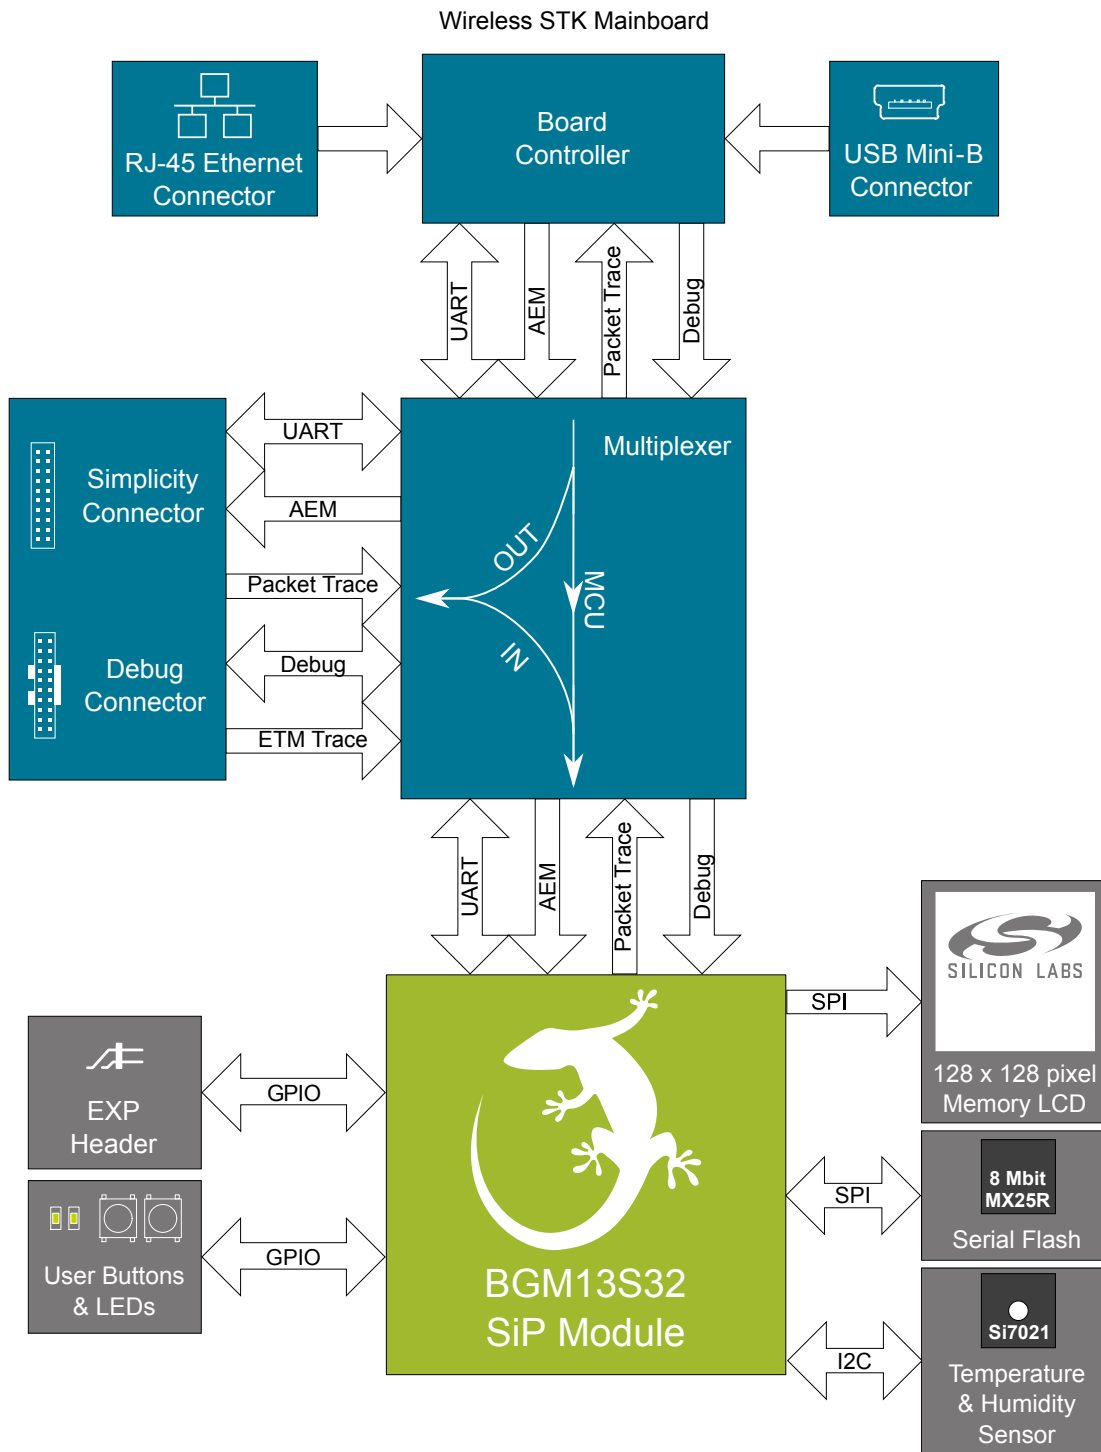 Wireless STK Mainboard
RJ-45 Ethernet
Connector
Board
Controller
USB Mini-B
Connector
UART
AEM
Packet Trace
Debug
Simplicity
Connector
Debug
Connector
UART
AEM
Packet Trace
Debug
ETM Trace
Multiplexer
OUT
MCU
IN
UART
AEM
Packet Trace
Debug
EXP
Header
GPIO
User Buttons
& LEDs
GPIO
BGM13S32
SiP Module
SPI
SILICON LABS
128 x 128 pixel
Memory LCD
SPI
8 Mbit
MX25R
Serial Flash
I2C
Si7021
Temperature
& Humidity
Sensor